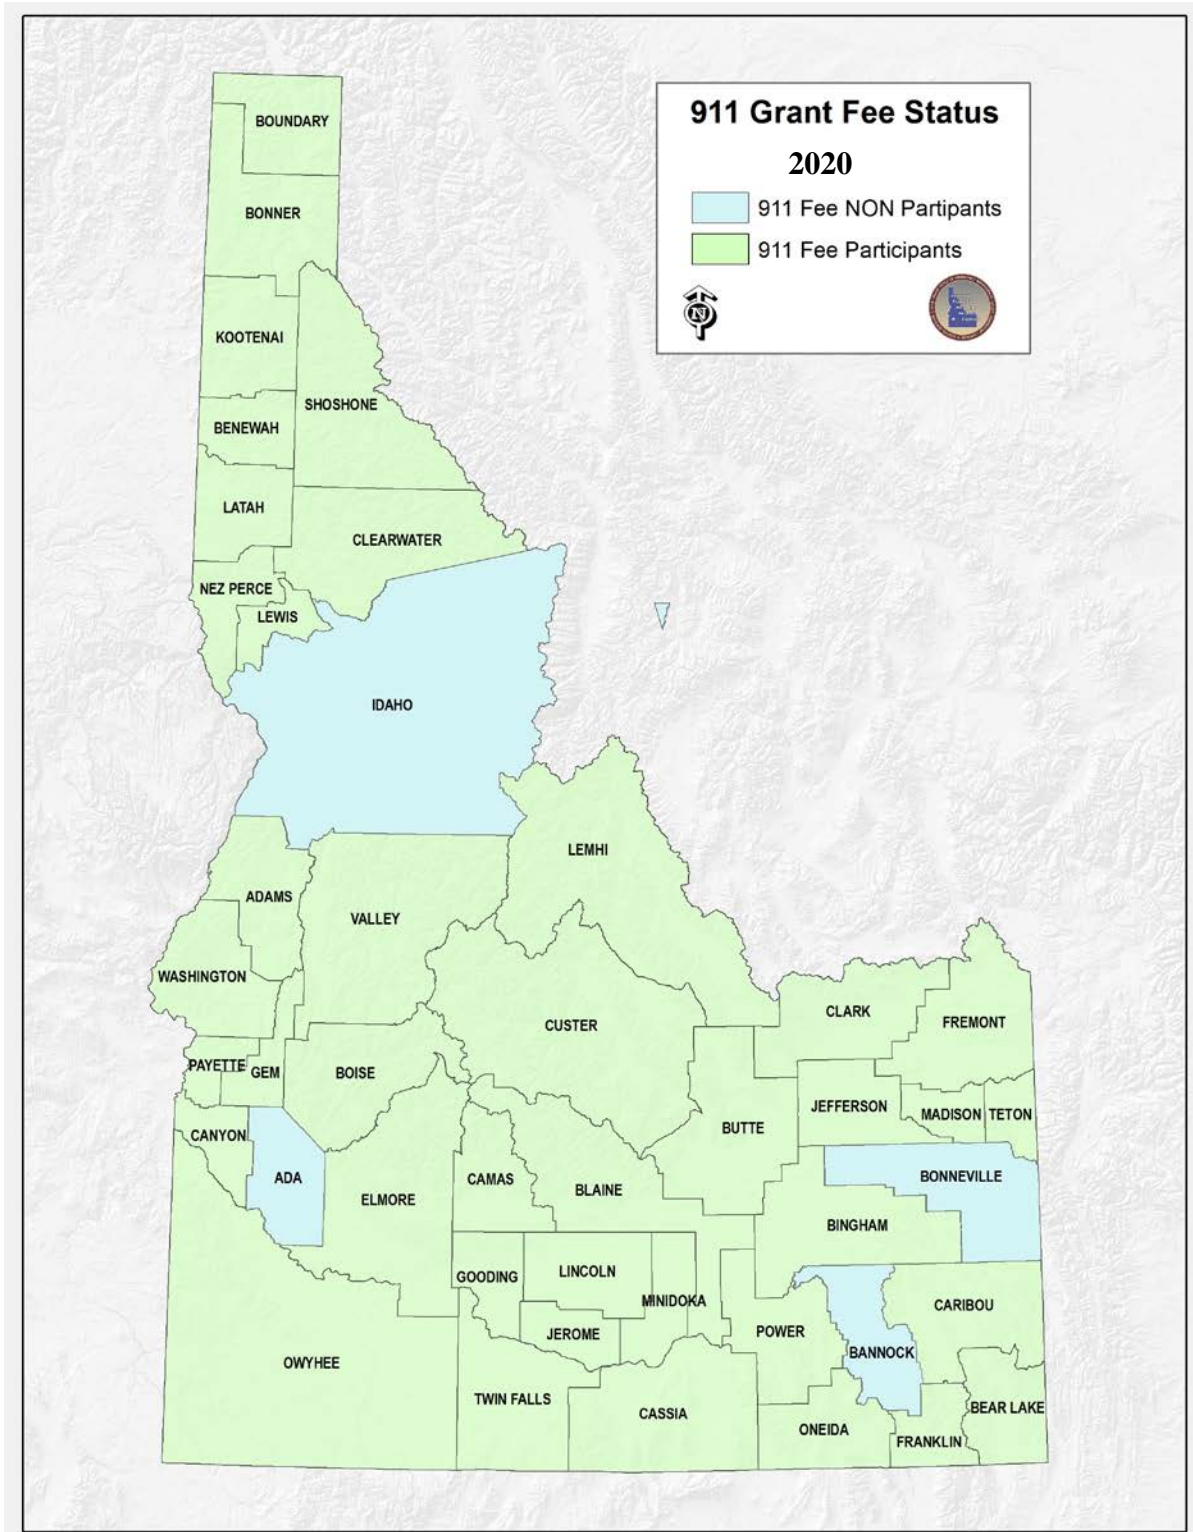 911 Grant Fee Status
2020
911 Fee NON Partipants
911 Fee Participants
N
BOUNDARY
BONNER
KOOTENAI
SHOSHONE
BENEWAH
LATAH
CLEARWATER
NEZ PERCE
LEWIS
IDAHO
LEMHI
ADAMS
VALLEY
WASHINGTON
CUSTER
CLARK
FREMONT
PAYETTE
GEM
BOISE
JEFFERSON
MADISON
TETON
BUTTE
CANYON
ADA
CAMAS
BLAINE
BONNEVILLE
ELMORE
BINGHAM
GOODING
LINCOLN
MINIDOKA
CARIBOU
JEROME
POWER
BANNOCK
OWYHEE
TWIN FALLS
CASSIA
BEAR LAKE
ONEIDA
FRANKLIN